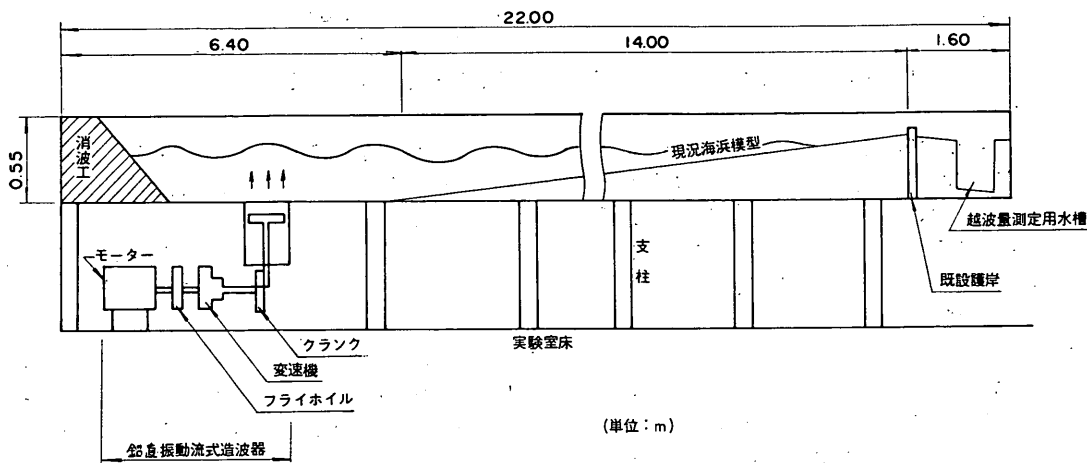 22.00
6.40
14.00
1.60
消波工
0.55
現況海浜模型
越波量測定用水槽
モーター
支柱
既設護岸
クランク
実験室床
変速機
フライホイル
(単位：m)
鉛直振動流式造波器